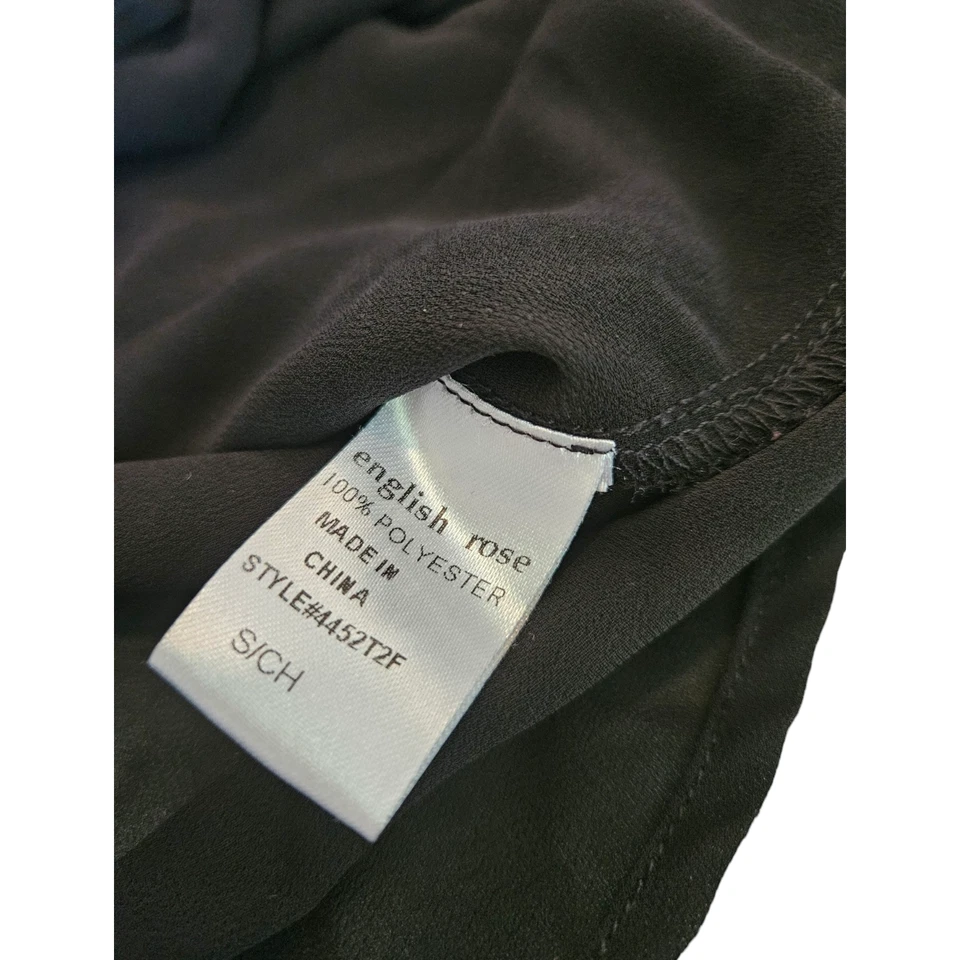 english rose
100% POLYESTER
MADE IN
CHINA
STYLE#4452T2F
S/CH